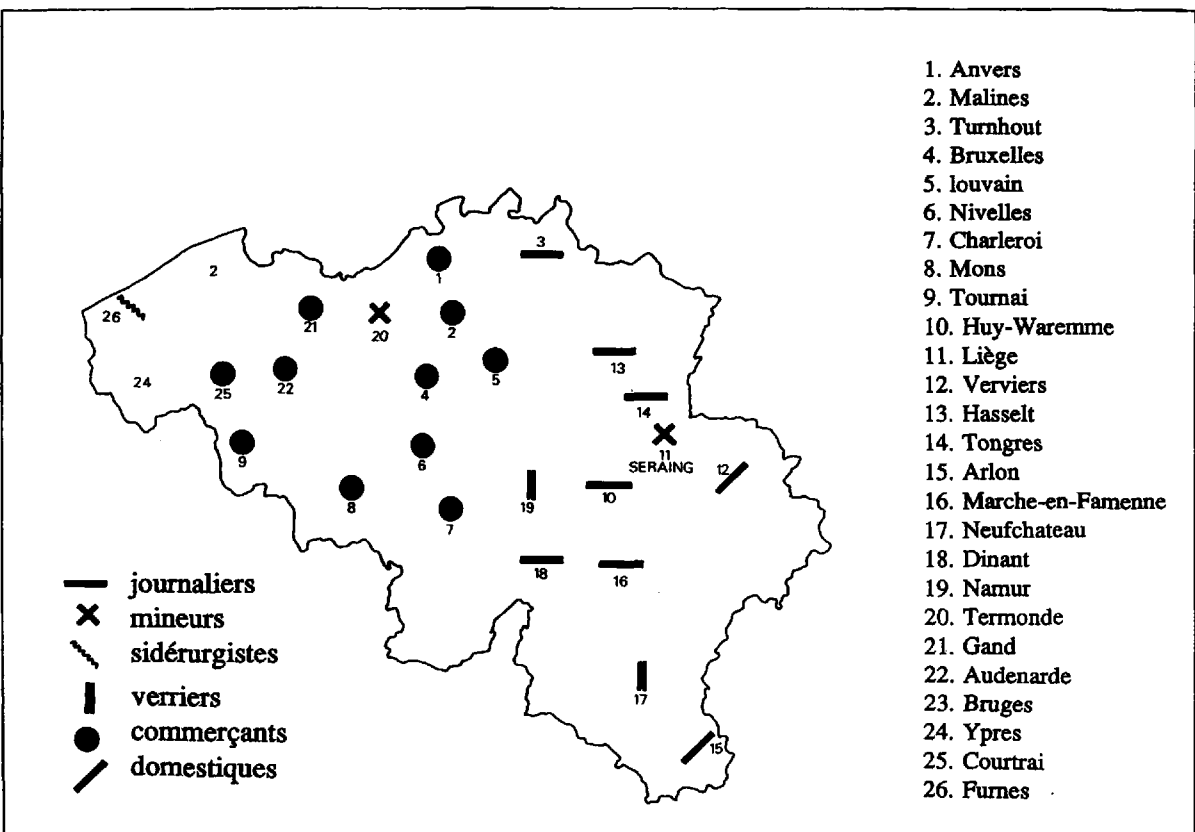 1. Anvers
2. Malines
3. Turnhout
4. Bruxelles
5. louvain
6. Nivelles
7. Charleroi
8. Mons
9. Tournai
10. Huy-Waremme
11. Liège
12. Verviers
13. Hasselt
14. Tongres
15. Arlon
16. Marche-en-Famenne
17. Neufchateau
18. Dinant
19. Namur
20. Termonde
21. Gand
22. Audenarde
23. Bruges
24. Ypres
25. Courtrai
26. Furnes
3
2
1
26
21
20
2
13
5
24
25
22
4
14
9
6
11
SERAING
12
8
7
19
10
18
16
17
15
journaliers
mineurs
sidérurgistes
verriers
commerçants
domestiques